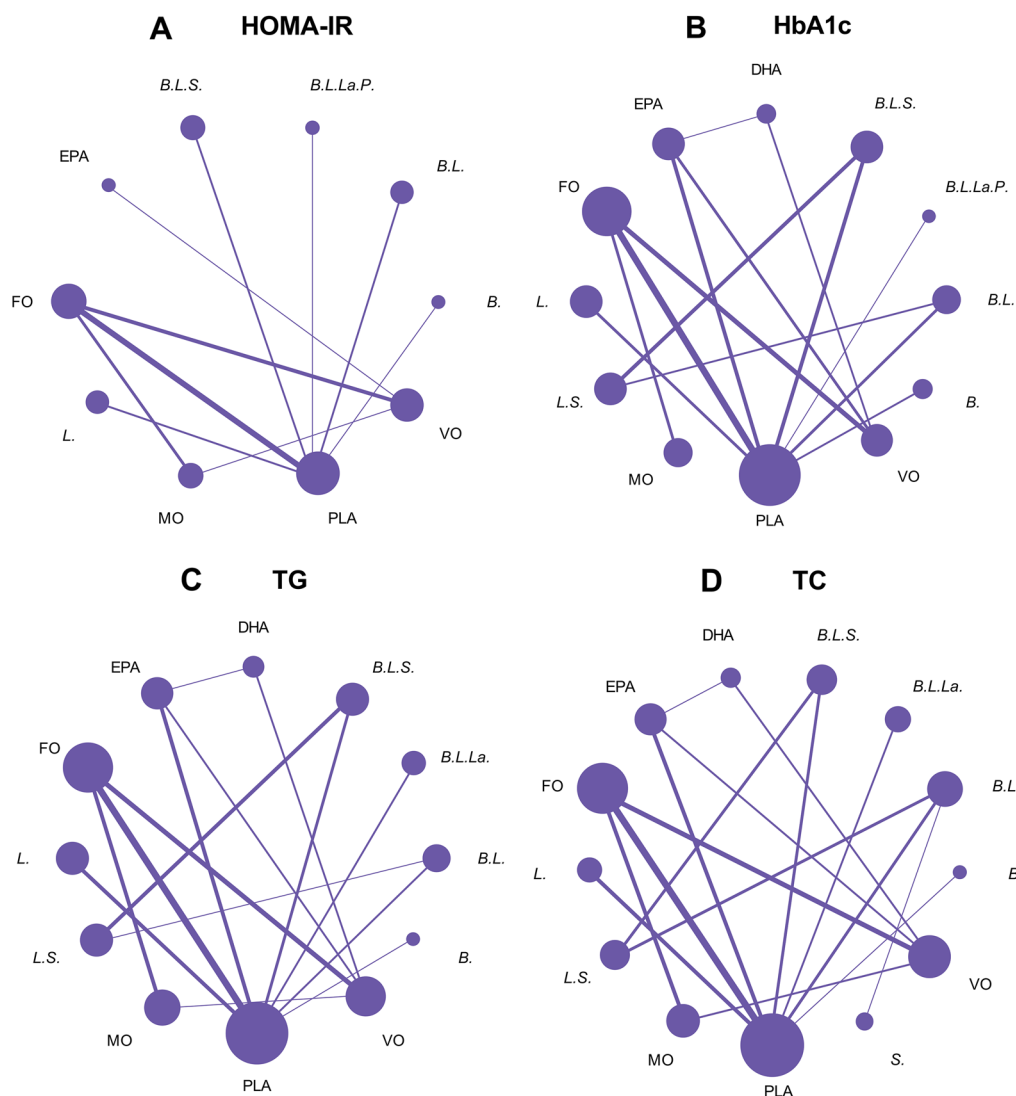 A HOMA-IR
B.L.S.
B.L.La.P.
EPA
B.L.
FO
B.
L.
VO
MO
PLA
B HbA1c
DHA
EPA
B.L.S.
FO
B.L.La.P.
L.
B.L.
L.S.
B.
MO
VO
PLA
C TG
DHA
EPA
B.L.S.
FO
B.L.La.
L.
B.L.
L.S.
B.
MO
VO
PLA
D TC
DHA
B.L.S.
EPA
B.L.La.
FO
B.L
L.
B
L.S.
VO
MO
S.
PLA